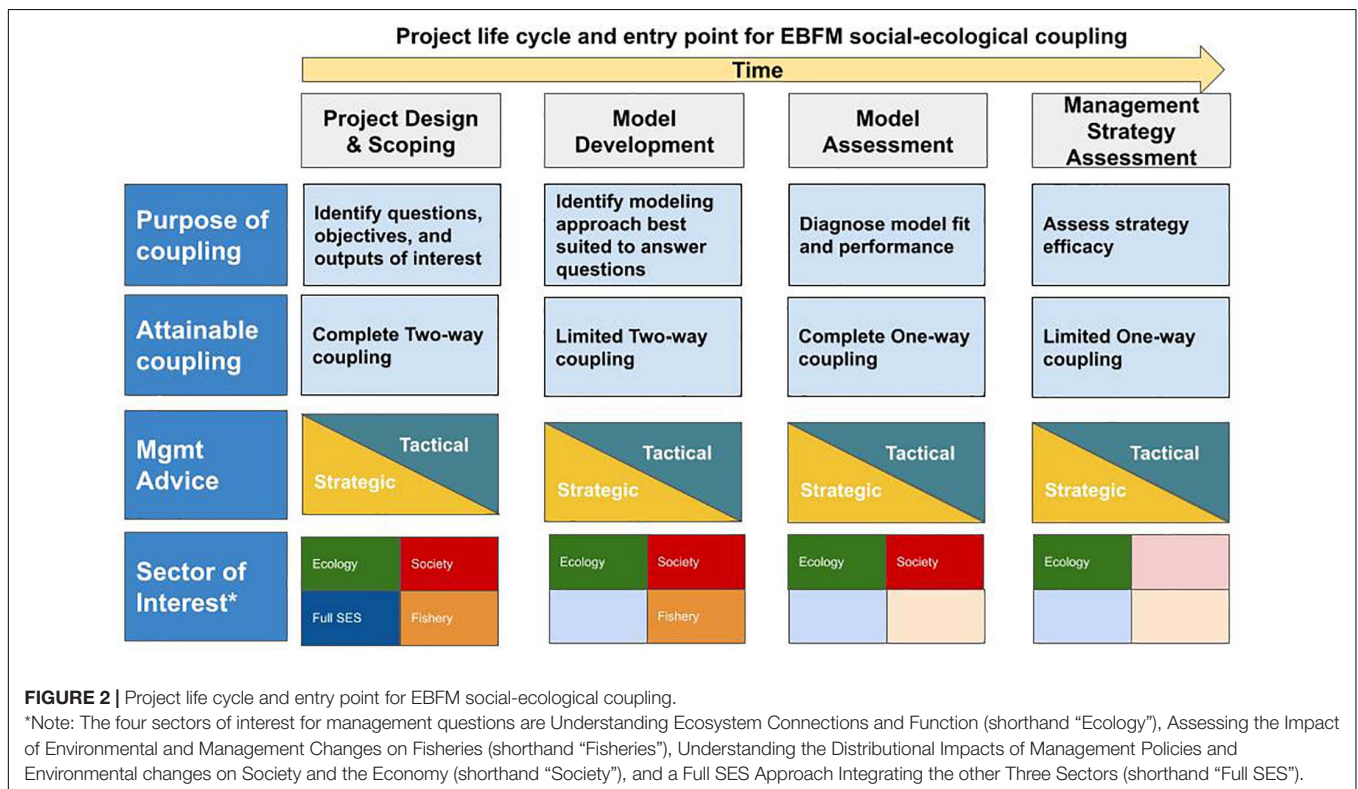 Project life cycle and entry point for EBFM social-ecological coupling
Time
Project Design
& Scoping
Model
Development
Model
Assessment
Management
Strategy
Assessment
Purpose of
coupling
Identify questions,
objectives, and
outputs of interest
Identify modeling
approach best
suited to answer
questions
Diagnose model fit
and performance
Assess strategy
efficacy
Attainable
coupling
Complete Two-way
coupling
Limited Two-way
coupling
Complete One-way
coupling
Limited One-way
coupling
Mgmt
Advice
Tactical
Strategic
Tactical
Strategic
Tactical
Strategic
Tactical
Strategic
Sector of
Interest*
Ecology
Society
Full SES
Fishery
Ecology
Society
Fishery
Ecology
Society
Ecology
FIGURE 2 | Project life cycle and entry point for EBFM social-ecological coupling.
*Note: The four sectors of interest for management questions are Understanding Ecosystem Connections and Function (shorthand “Ecology”), Assessing the Impact
of Environmental and Management Changes on Fisheries (shorthand “Fisheries”), Understanding the Distributional Impacts of Management Policies and
Environmental changes on Society and the Economy (shorthand “Society”), and a Full SES Approach Integrating the other Three Sectors (shorthand “Full SES”).